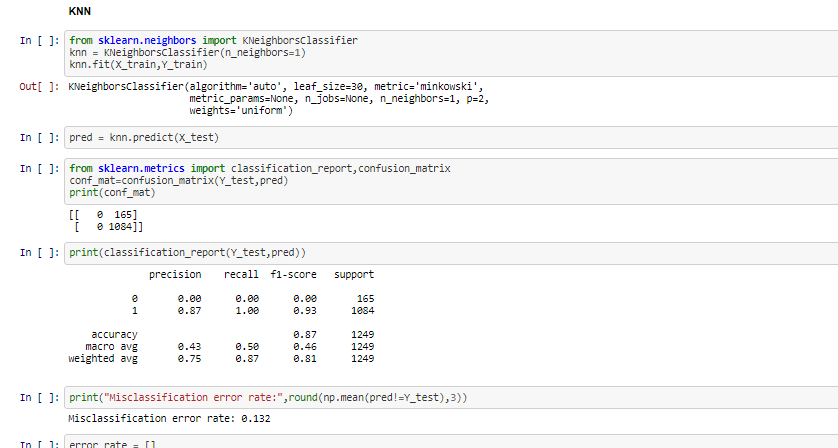 KNN
In [ ]: from sklearn.neighbors import KNeighborsClassifier
knn = KNeighborsClassifier(n_neighbors=1)
knn.fit(X_train,Y_train)
Out[ ]: KNeighborsClassifier(algorithm='auto', leaf_size=30, metric='minkowski',
metric_params=None, n_jobs=None, n_neighbors=1, p=2,
weights='uniform')
In [ ]: pred = knn.predict(X_test)
In [ ]: from sklearn.metrics import classification_report,confusion_matrix
conf_mat=confusion_matrix(Y_test,pred)
print(conf_mat)
[[   0  165]
[   0 1084]]
In [ ]: print(classification_report(Y_test,pred))
precision    recall  f1-score   support
0       0.00      0.00      0.00       165
1       0.87      1.00      0.93      1084
accuracy                           0.87      1249
macro avg       0.43      0.50      0.46      1249
weighted avg       0.75      0.87      0.81      1249
In [ ]: print("Misclassification error rate:",round(np.mean(pred!=Y_test),3))
Misclassification error rate: 0.132
In [ ]: error_rate = []